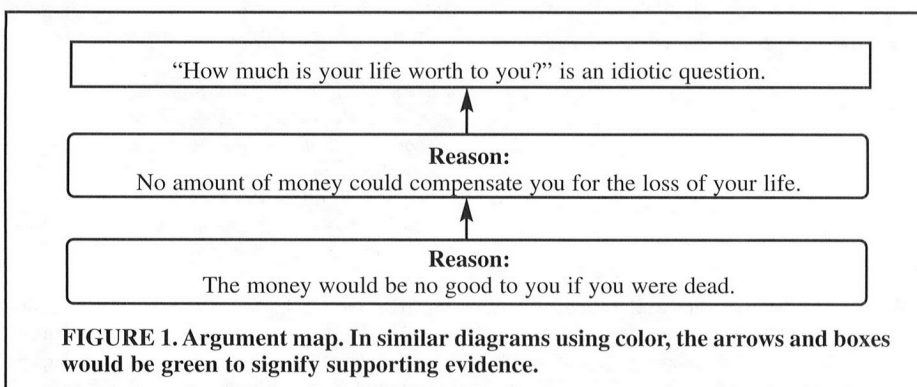 “How much is your life worth to you?” is an idiotic question.
Reason:
No amount of money could compensate you for the loss of your life.
Reason:
The money would be no good to you if you were dead.
FIGURE 1. Argument map. In similar diagrams using color, the arrows and boxes
would be green to signify supporting evidence.